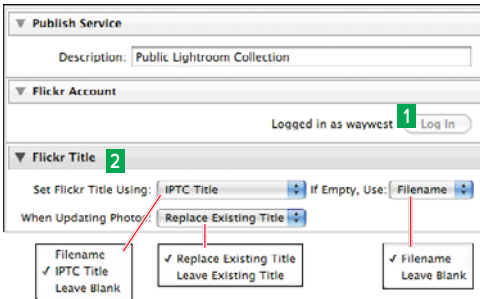 Publish Service
Description: Public Lightroom Collection
Flickr Account
Logged in as waywest 1 Log In
Flickr Title 2
Set Flickr Title Using: IPTC Title If Empty, Use: Filename
When Updating Photos: Replace Existing Title
Filename
✓ IPTC Title
Leave Blank
✓ Replace Existing Title
Leave Existing Title
✓ Filename
Leave Blank